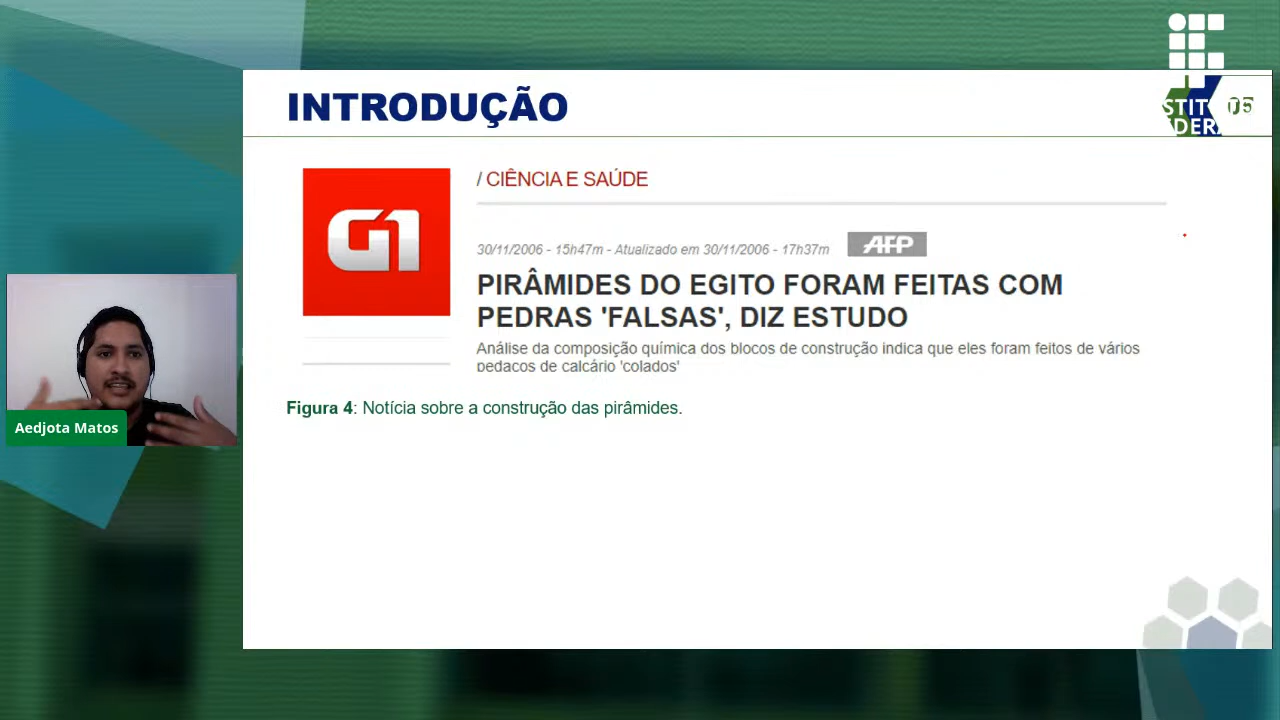 INTRODUÇÃO
G1
/ CIÊNCIA E SAÚDE
30/11/2006 - 15h47m - Atualizado em 30/11/2006 - 17h37m
AFP
PIRÂMIDES DO EGITO FORAM FEITAS COM
PEDRAS 'FALSAS', DIZ ESTUDO
Análise da composição química dos blocos de construção indica que eles foram feitos de vários
pedaços de calcário 'colados'
Figura 4: Notícia sobre a construção das pirâmides.
Aedjota Matos